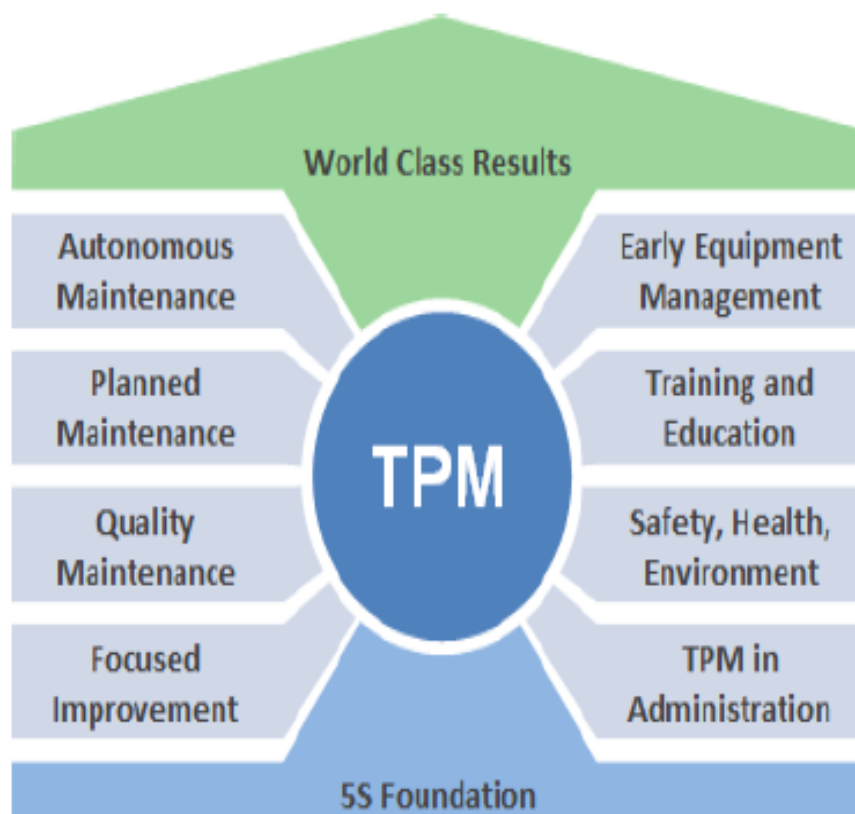 World Class Results
Autonomous
Maintenance
Early Equipment
Management
Planned
Maintenance
Training and
Education
TPM
Quality
Maintenance
Safety, Health,
Environment
Focused
Improvement
TPM in
Administration
5S Foundation